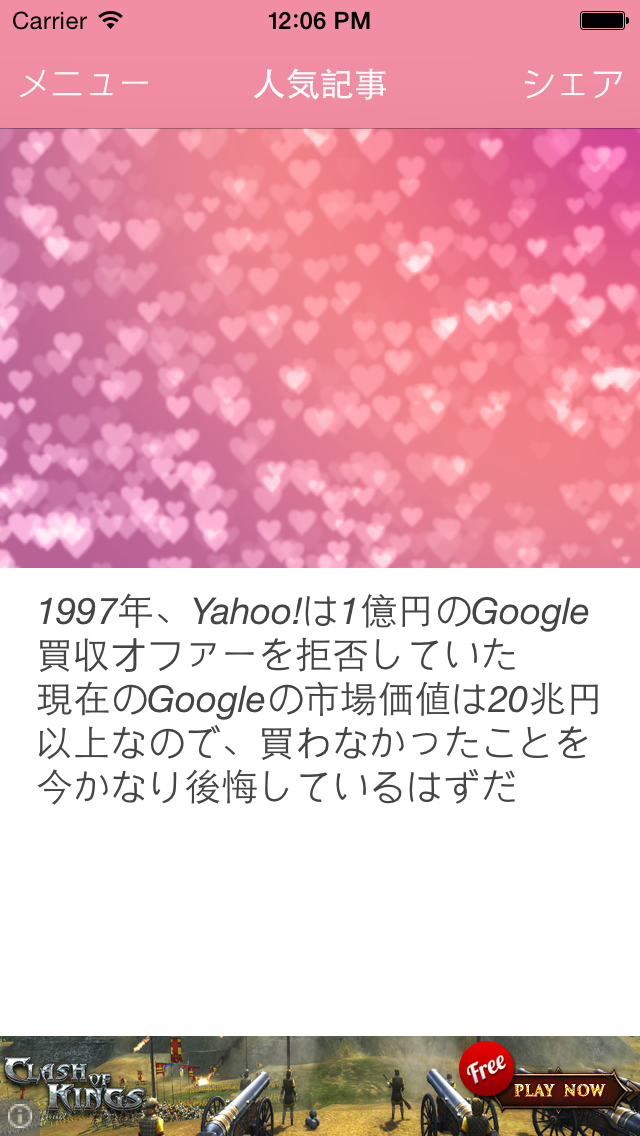 Carrier 12:06 PM
メニュー 人気記事 シェア
1997年、Yahoo!は1億円のGoogle
買収オファーを拒否していた
現在のGoogleの市場価値は20兆円
以上なので、買わなかったことを
今かなり後悔しているはずだ
CLASH OF
KINGS
Free
PLAY NOW